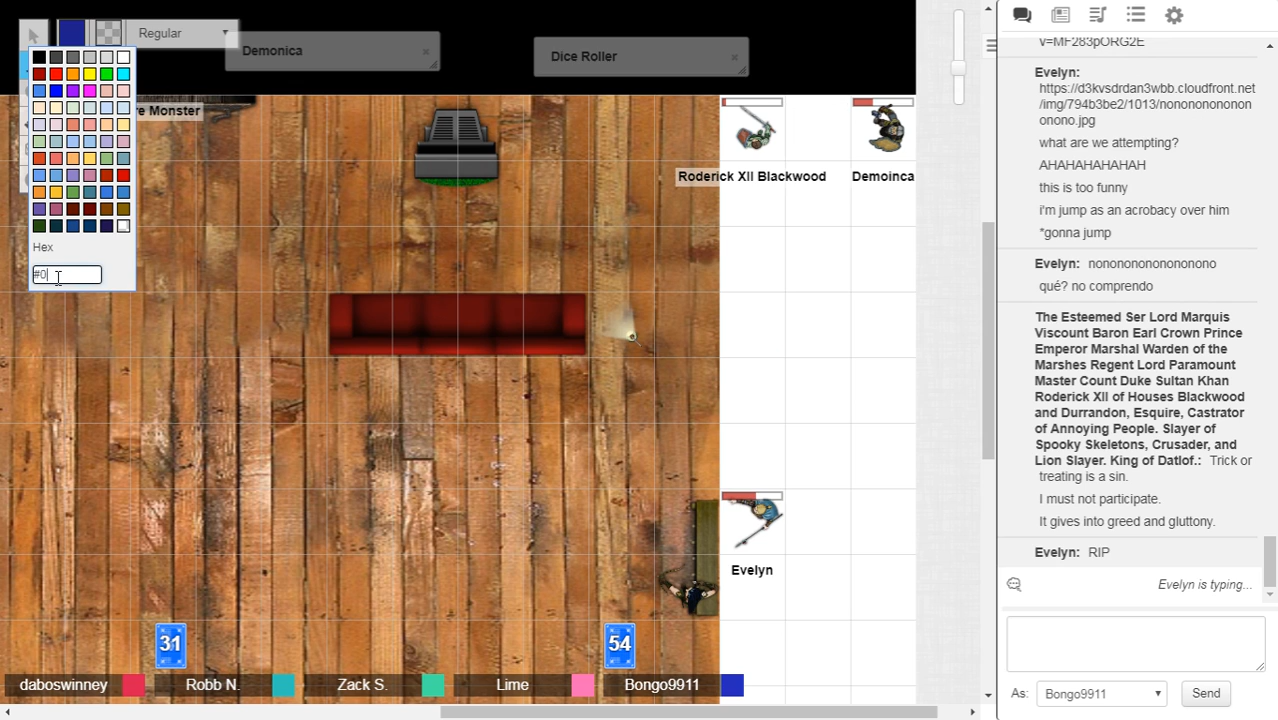 Regular
Demonica
Dice Roller
Hex
#0
re Monster
Roderick XII Blackwood
Demoinca
Evelyn
31
54
daboswinney
Robb N.
Zack S.
Lime
Bongo9911
v=MF283pORG2E
Evelyn:
https://d3kvsdrdan3wbb.cloudfront.net
/img/794b3be2/1013/nononononnonon
onono.jpg
what are we attempting?
AHAHAHAHAHAH
this is too funny
i'm jump as an acrobacy over him
*gonna jump
Evelyn: nononononononono
qué? no comprendo
The Esteemed Ser Lord Marquis
Viscount Baron Earl Crown Prince
Emperor Marshal Warden of the
Marshes Regent Lord Paramount
Master Count Duke Sultan Khan
Roderick XII of Houses Blackwood
and Durrandon, Esquire, Castrator
of Annoying People. Slayer of
Spooky Skeletons, Crusader, and
Lion Slayer. King of Datlof.: Trick or
treating is a sin.
I must not participate.
It gives into greed and gluttony.
Evelyn: RIP
Evelyn is typing...
As:
Bongo9911
Send